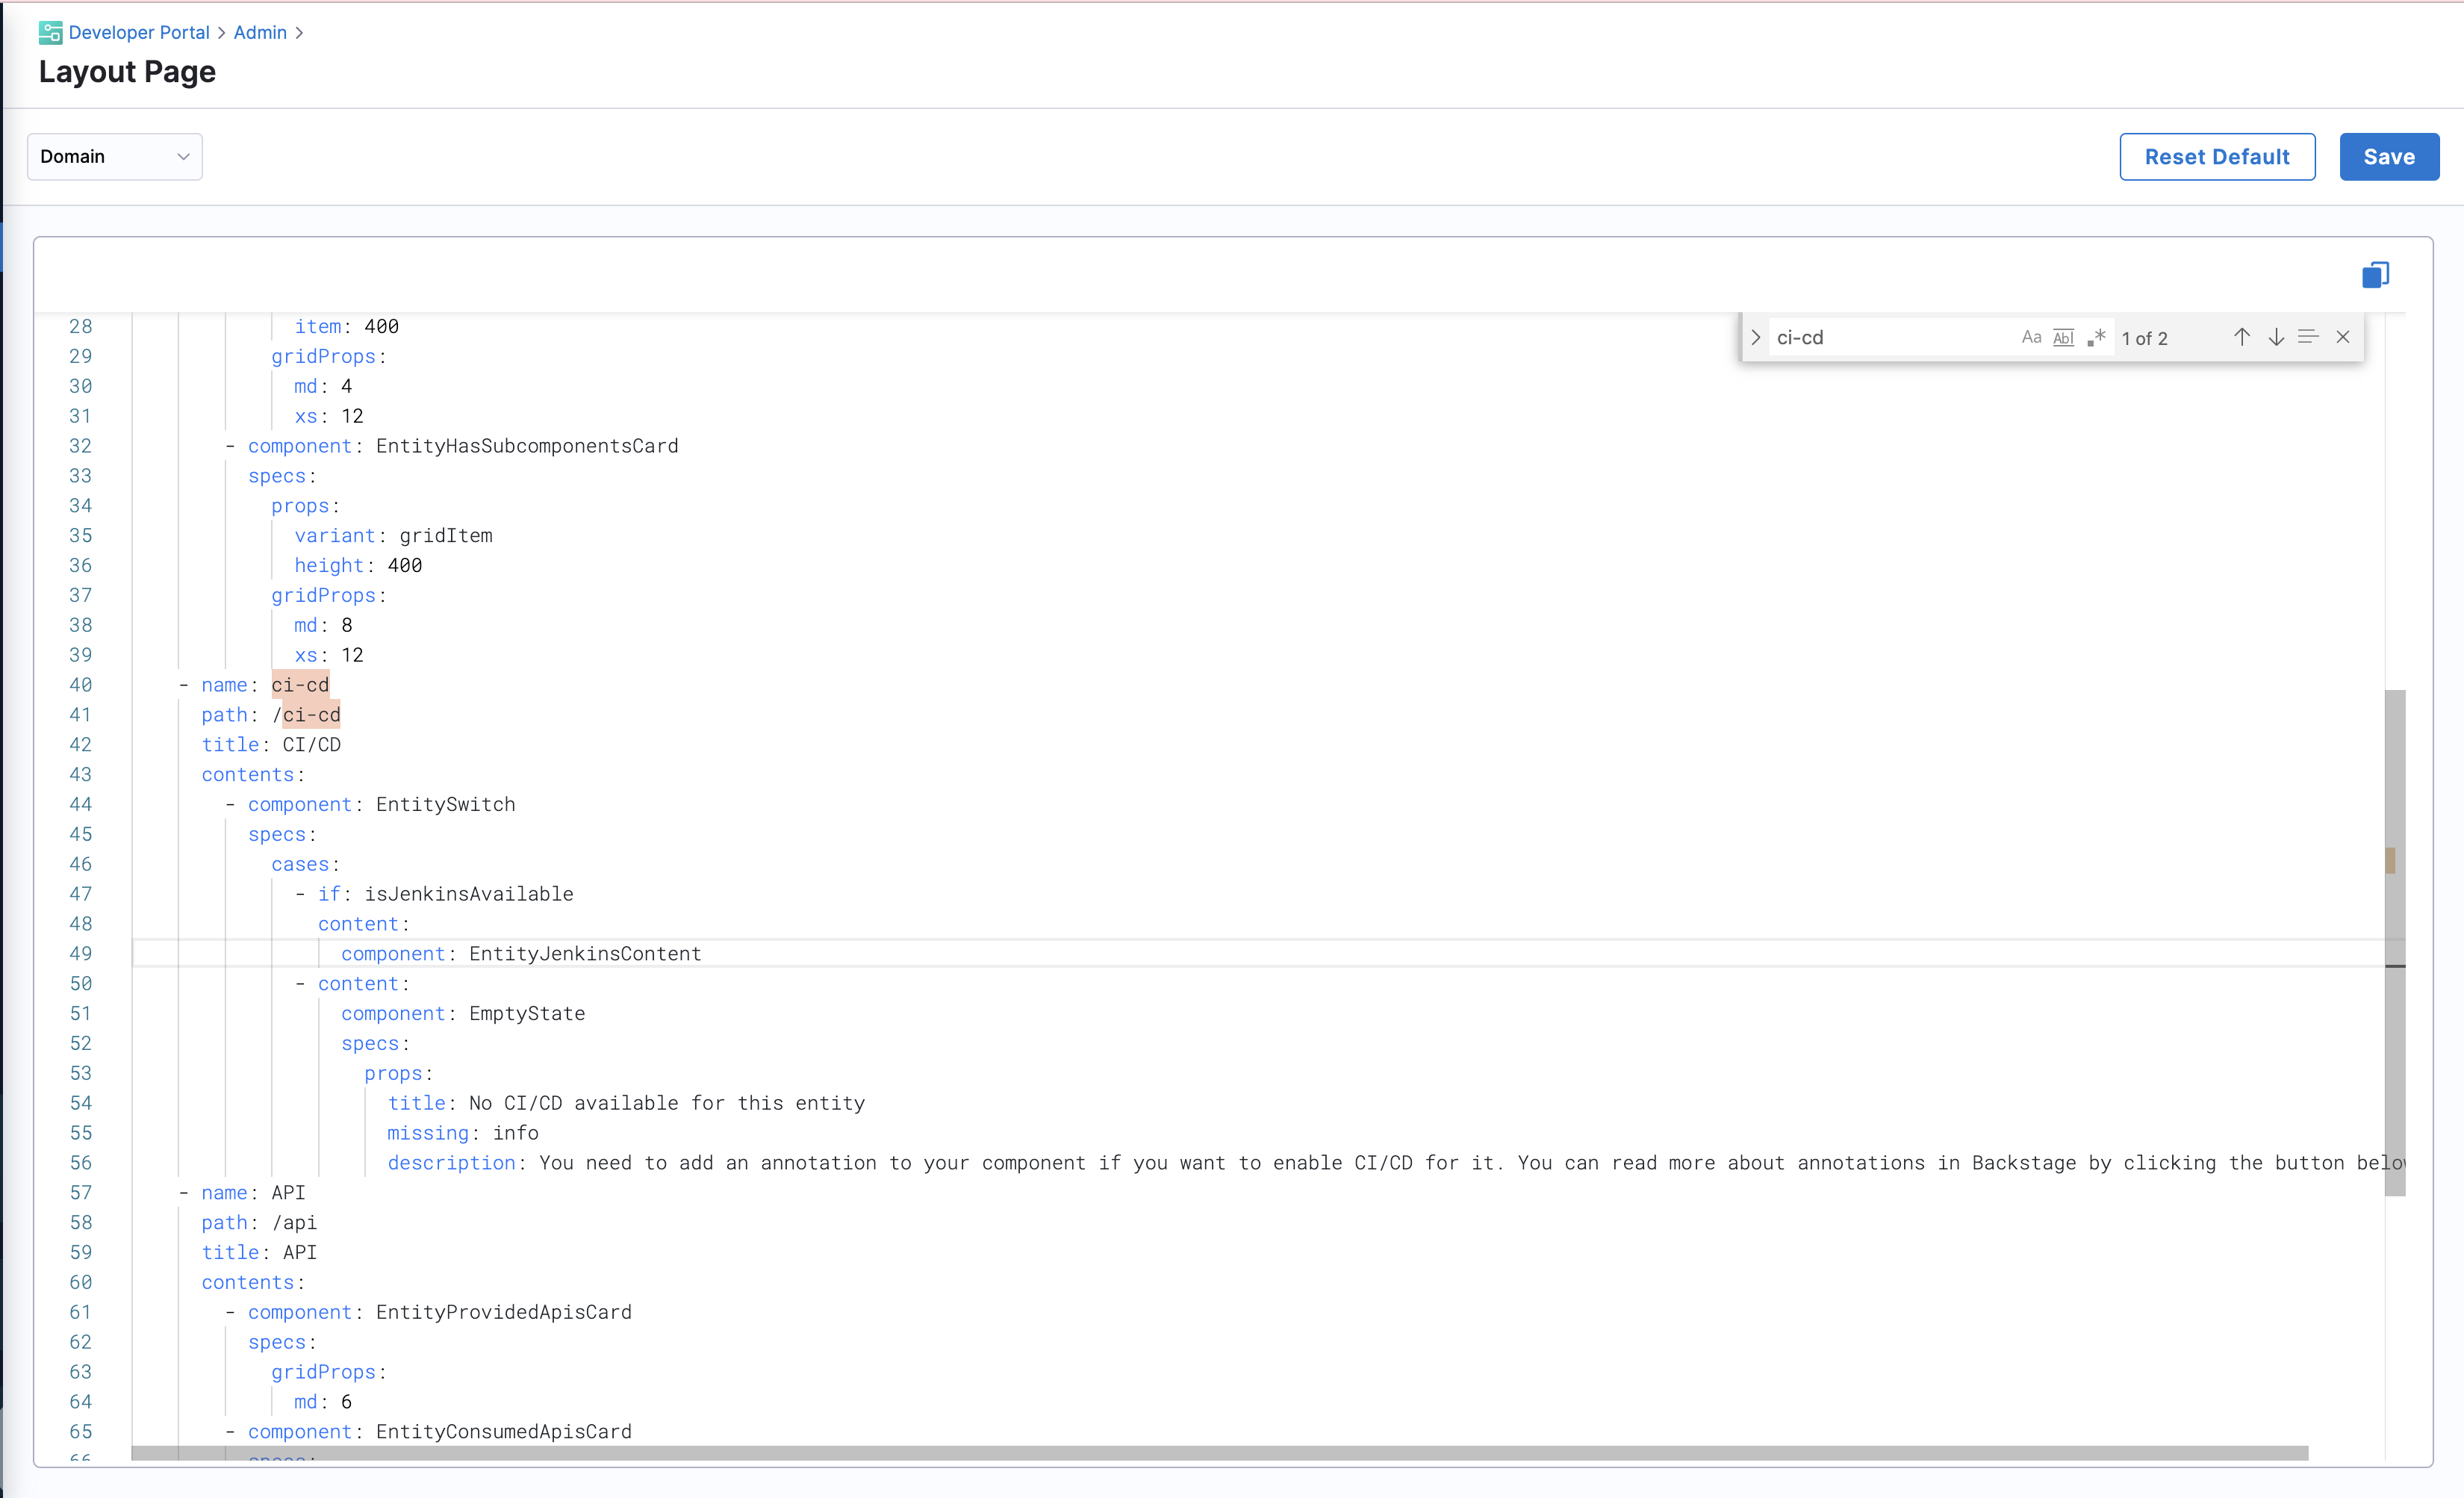 Developer Portal > Admin >
Layout Page
Domain
Reset Default
Save
ci-cd
Aa
Abl
.*
1 of 2
28 item: 400
29 gridProps:
30 md: 4
31 xs: 12
32 - component: EntityHasSubcomponentsCard
33 specs:
34 props:
35 variant: gridItem
36 height: 400
37 gridProps:
38 md: 8
39 xs: 12
40 - name: ci-cd
41 path: /ci-cd
42 title: CI/CD
43 contents:
44 - component: EntitySwitch
45 specs:
46 cases:
47 - if: isJenkinsAvailable
48 content:
49 component: EntityJenkinsContent
50 - content:
51 component: EmptyState
52 specs:
53 props:
54 title: No CI/CD available for this entity
55 missing: info
56 description: You need to add an annotation to your component if you want to enable CI/CD for it. You can read more about annotations in Backstage by clicking the button
57 - name: API
58 path: /api
59 title: API
60 contents:
61 - component: EntityProvidedApisCard
62 specs:
63 gridProps:
64 md: 6
65 - component: EntityConsumedApisCard